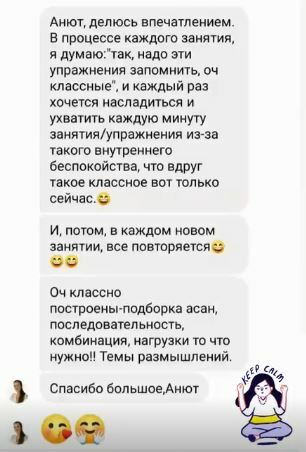 Анют, делюсь впечатлением.
В процессе каждого занятия,
я думаю:"так, надо эти
упражнения запомнить, оч
классные", и каждый раз
хочется насладиться и
ухватить каждую минуту
занятия/упражнения из-за
такого внутреннего
беспокойства, что вдруг
такое классное вот только
сейчас.😄
И, потом, в каждом новом
занятии, все повторяется😄
😄😄
Оч классно
построены-подборка асан,
последовательность,
комбинация, нагрузки то что
нужно!! Темы размышлений.
Спасибо большое,Анют
😘🤗
KEEP CALM